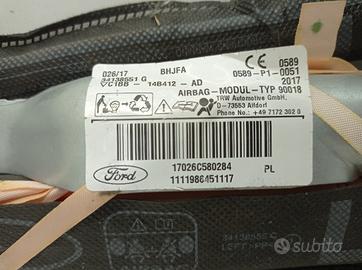 026/17 BHJFA 0589
34138551 G 0589-P1-0051
VC1BB - 14B412 - AD 2017
AIRBAG-MODUL-TYP 90018
TRW Automotive GmbH.
D-73553 Alfdorf
Phone No.: +49 7172 302 0
Ford
17026C580284 PL
1111986451117
34138555 C
subito